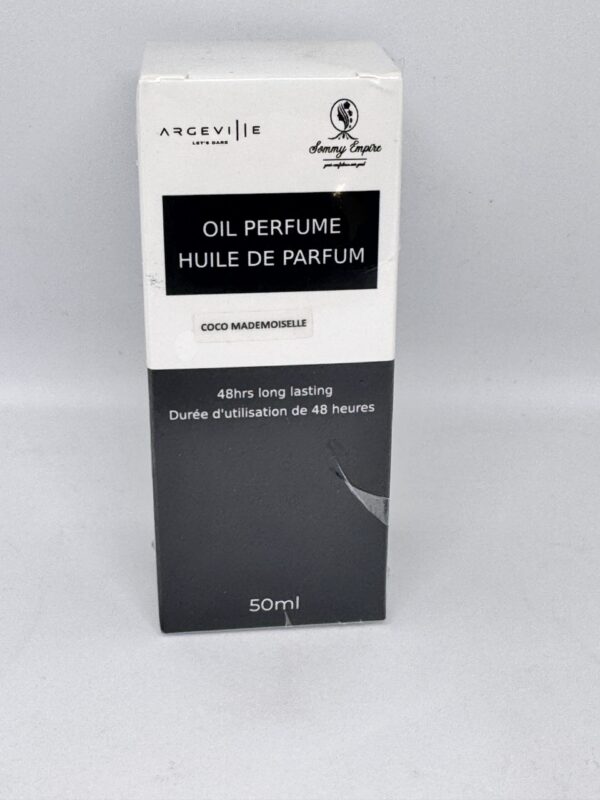 ARGEVILLE
LET'S DARE
Sommy Empire
OIL PERFUME
HUILE DE PARFUM
COCO MADEMOISELLE
48hrs long lasting
Durée d'utilisation de 48 heures
50ml